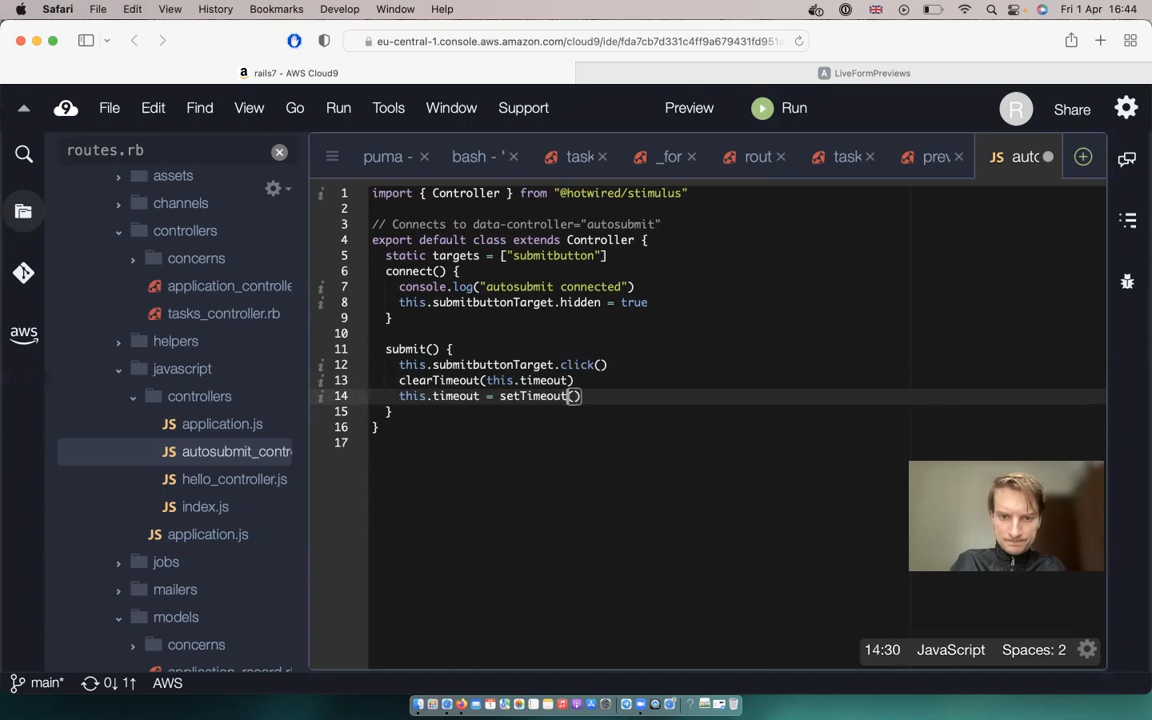 Safari File Edit View History Bookmarks Develop Window Help Fri 1 Apr 16:44
eu-central-1.console.aws.amazon.com/cloud9/ide/fda7cb7d331c4ff9a679431fd951
a rails7 - AWS Cloud9 A LiveFormPreviews
9 File Edit Find View Go Run Tools Window Support Preview Run R Share
routes.rb
puma - bash - ' task _for rout task prev JS auto
assets
channels
controllers
concerns
application_controlle
tasks_controller.rb
helpers
javascript
controllers
JS application.js
JS autosubmit_contr
JS hello_controller.js
JS index.js
JS application.js
jobs
mailers
models
concerns
application_record.r
aws
1 import { Controller } from "@hotwired/stimulus"
2
3 // Connects to data-controller="autosubmit"
4 export default class extends Controller {
5 static targets = ["submitbutton"]
6 connect() {
7 console.log("autosubmit connected")
8 this.submitbuttonTarget.hidden = true
9 }
10
11 submit() {
12 this.submitbuttonTarget.click()
13 clearTimeout(this.timeout)
14 this.timeout = setTimeout()
15 }
16 }
17
14:30 JavaScript Spaces: 2
main* 0↓ 1↑ AWS